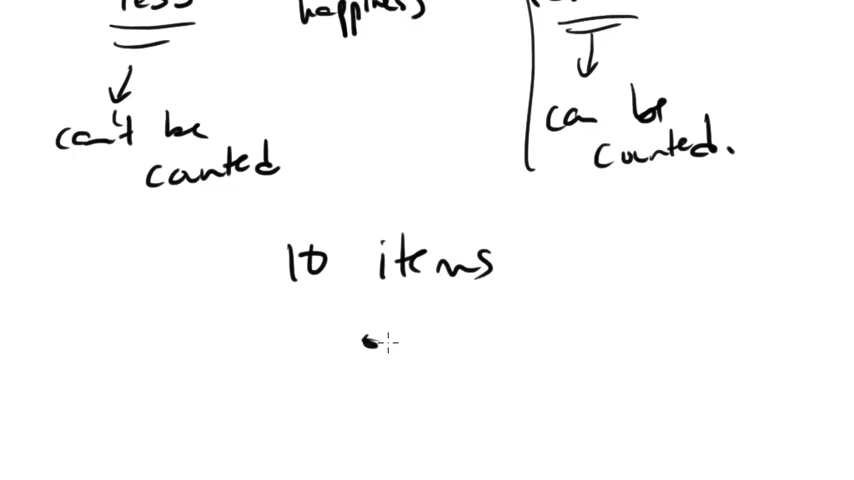 less
happiness
can't be
counted
can be
counted.
10 items